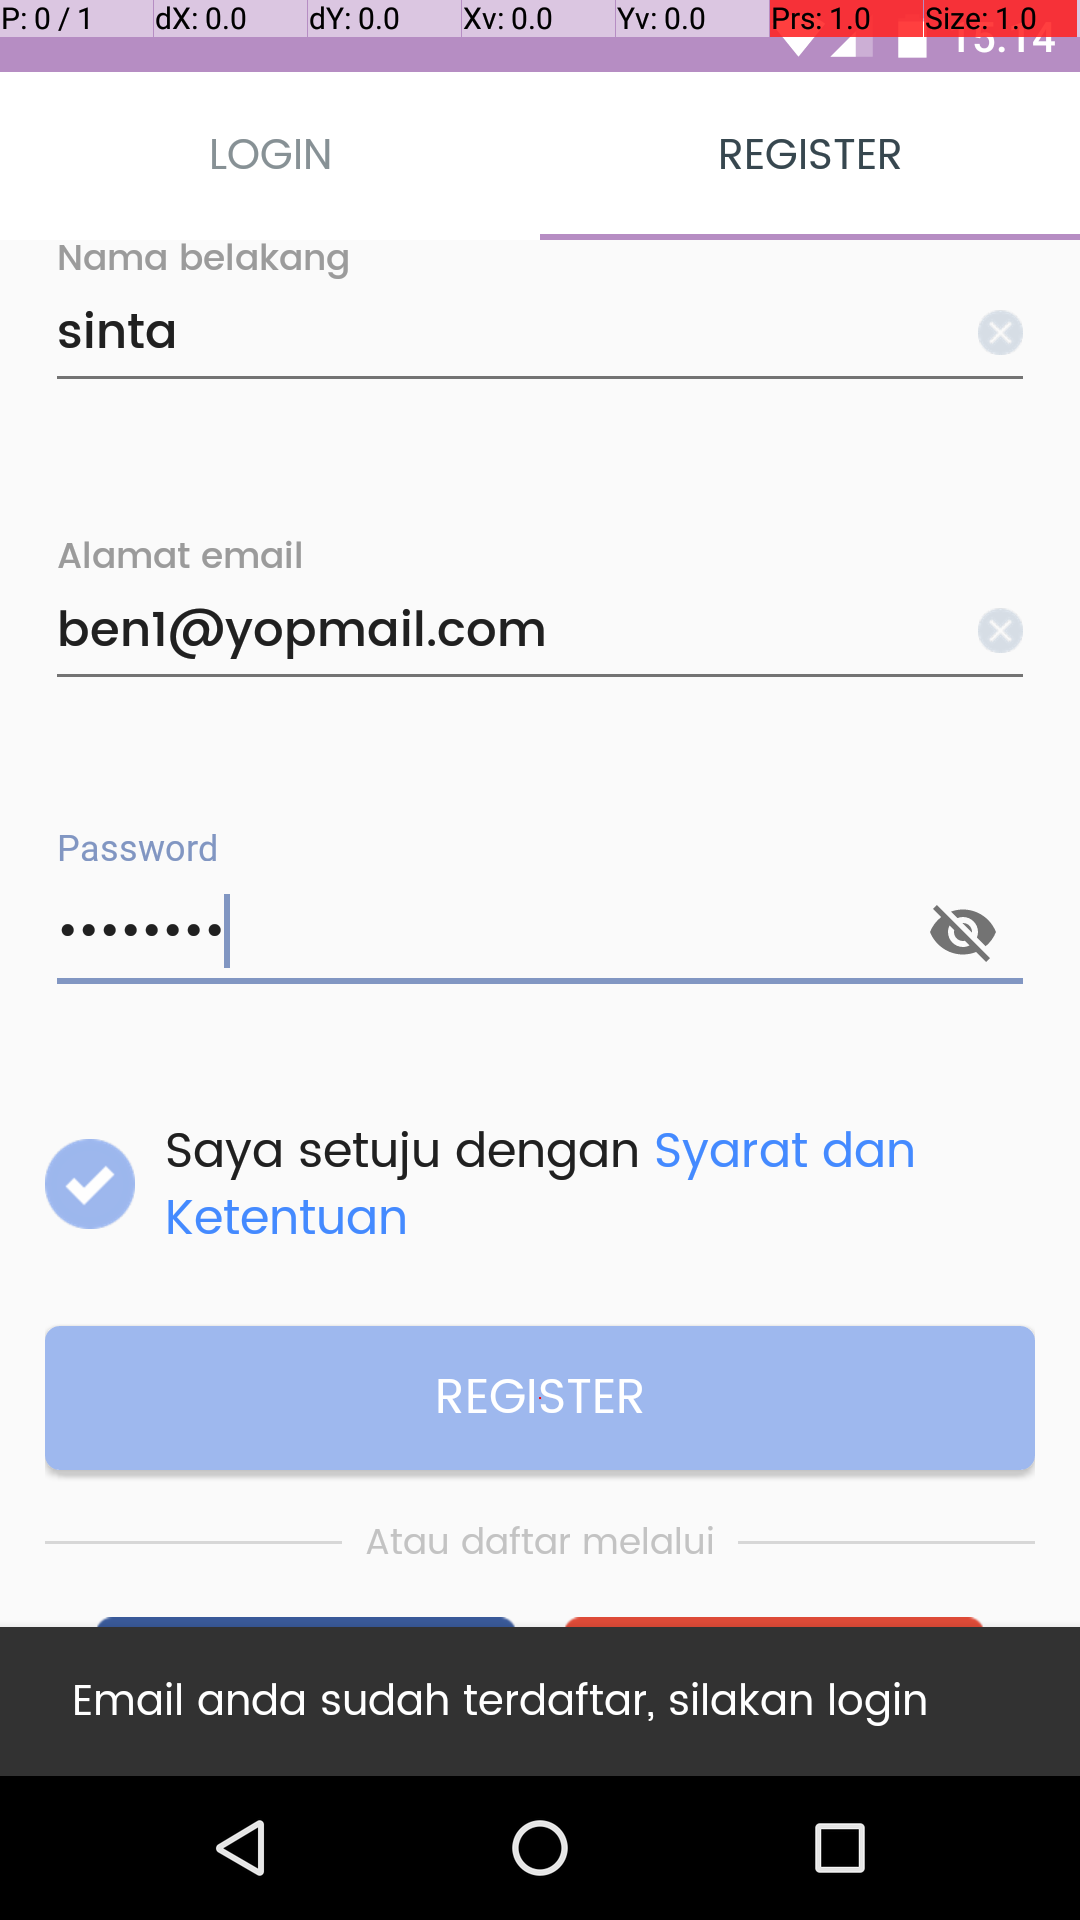 P: 0 / 1 dX: 0.0 dY: 0.0 Xv: 0.0 Yv: 0.0 Prs: 1.0 Size: 1.0
15:14
LOGIN REGISTER
Nama belakang
sinta
Alamat email
ben1@yopmail.com
Password
••••••••
Saya setuju dengan Syarat dan
Ketentuan
REGISTER
Atau daftar melalui
Email anda sudah terdaftar, silakan login